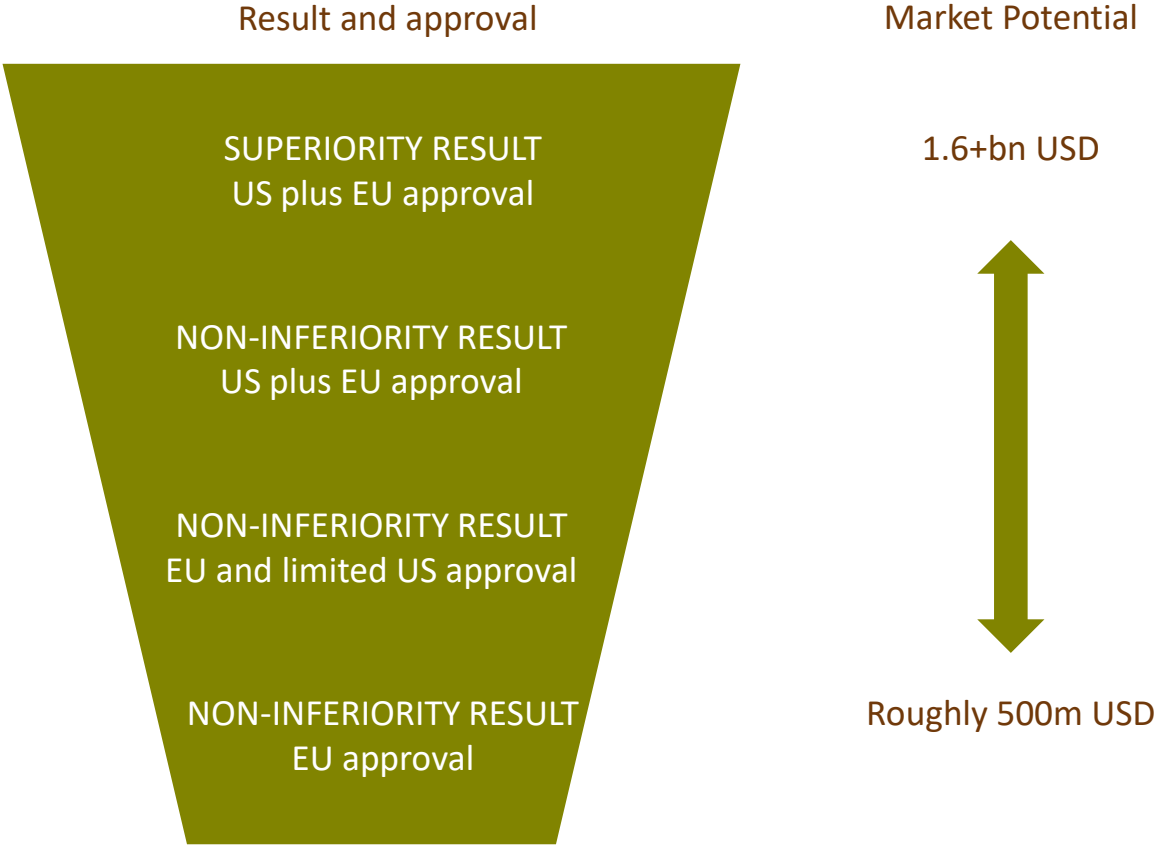 Result and approval
Market Potential
SUPERIORITY RESULT
US plus EU approval
1.6+bn USD
NON-INFERIORITY RESULT
US plus EU approval
NON-INFERIORITY RESULT
EU and limited US approval
NON-INFERIORITY RESULT
EU approval
Roughly 500m USD